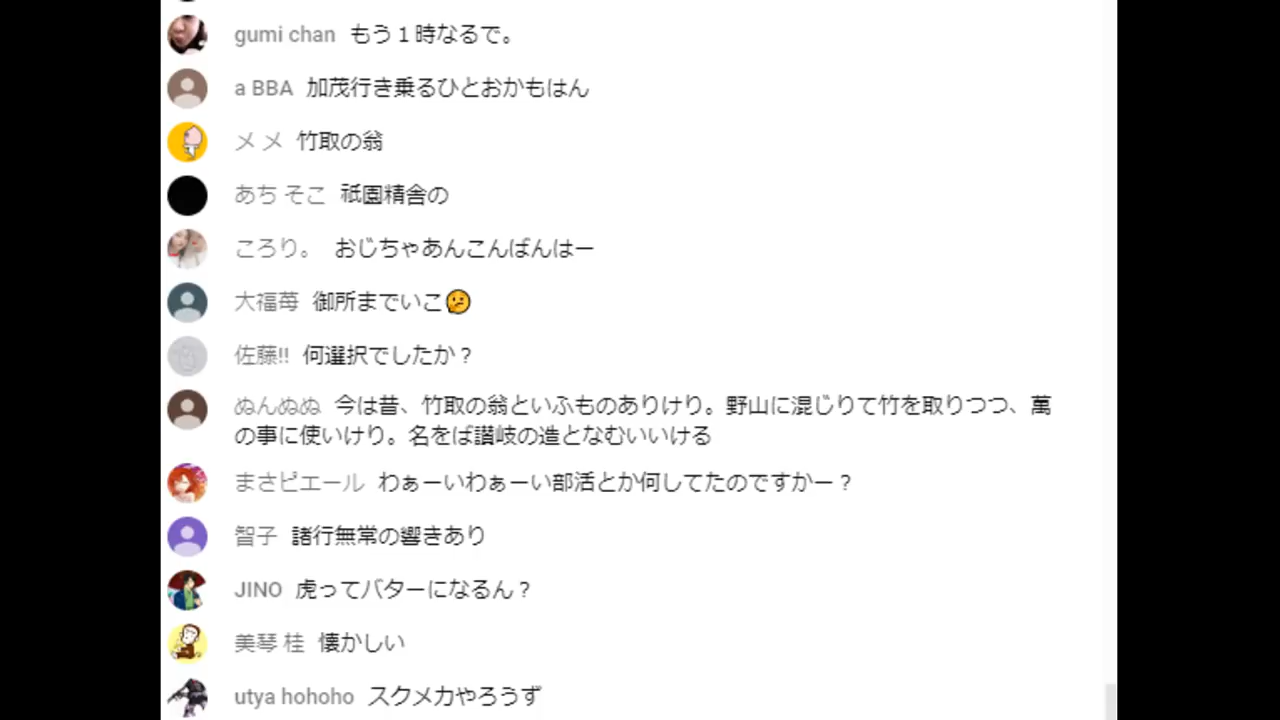 gumi chan もう１時なるで。
a BBA 加茂行き乗るひとおかもはん
メ メ 竹取の翁
あち そこ 祇園精舎の
ころり。 おじちゃあんこんばんはー
大福苺 御所までいこ🤔
佐藤!! 何選択でしたか？
ぬんぬぬ 今は昔、竹取の翁といふものありけり。野山に混じりて竹を取りつつ、萬
の事に使いけり。名をば讃岐の造となむいいける
まさピエール わぁーいわぁーい部活とか何してたのですかー？
智子 諸行無常の響きあり
JINO 虎ってバターになるん？
美琴 桂 懐かしい
utya hohoho スクメカやろうず